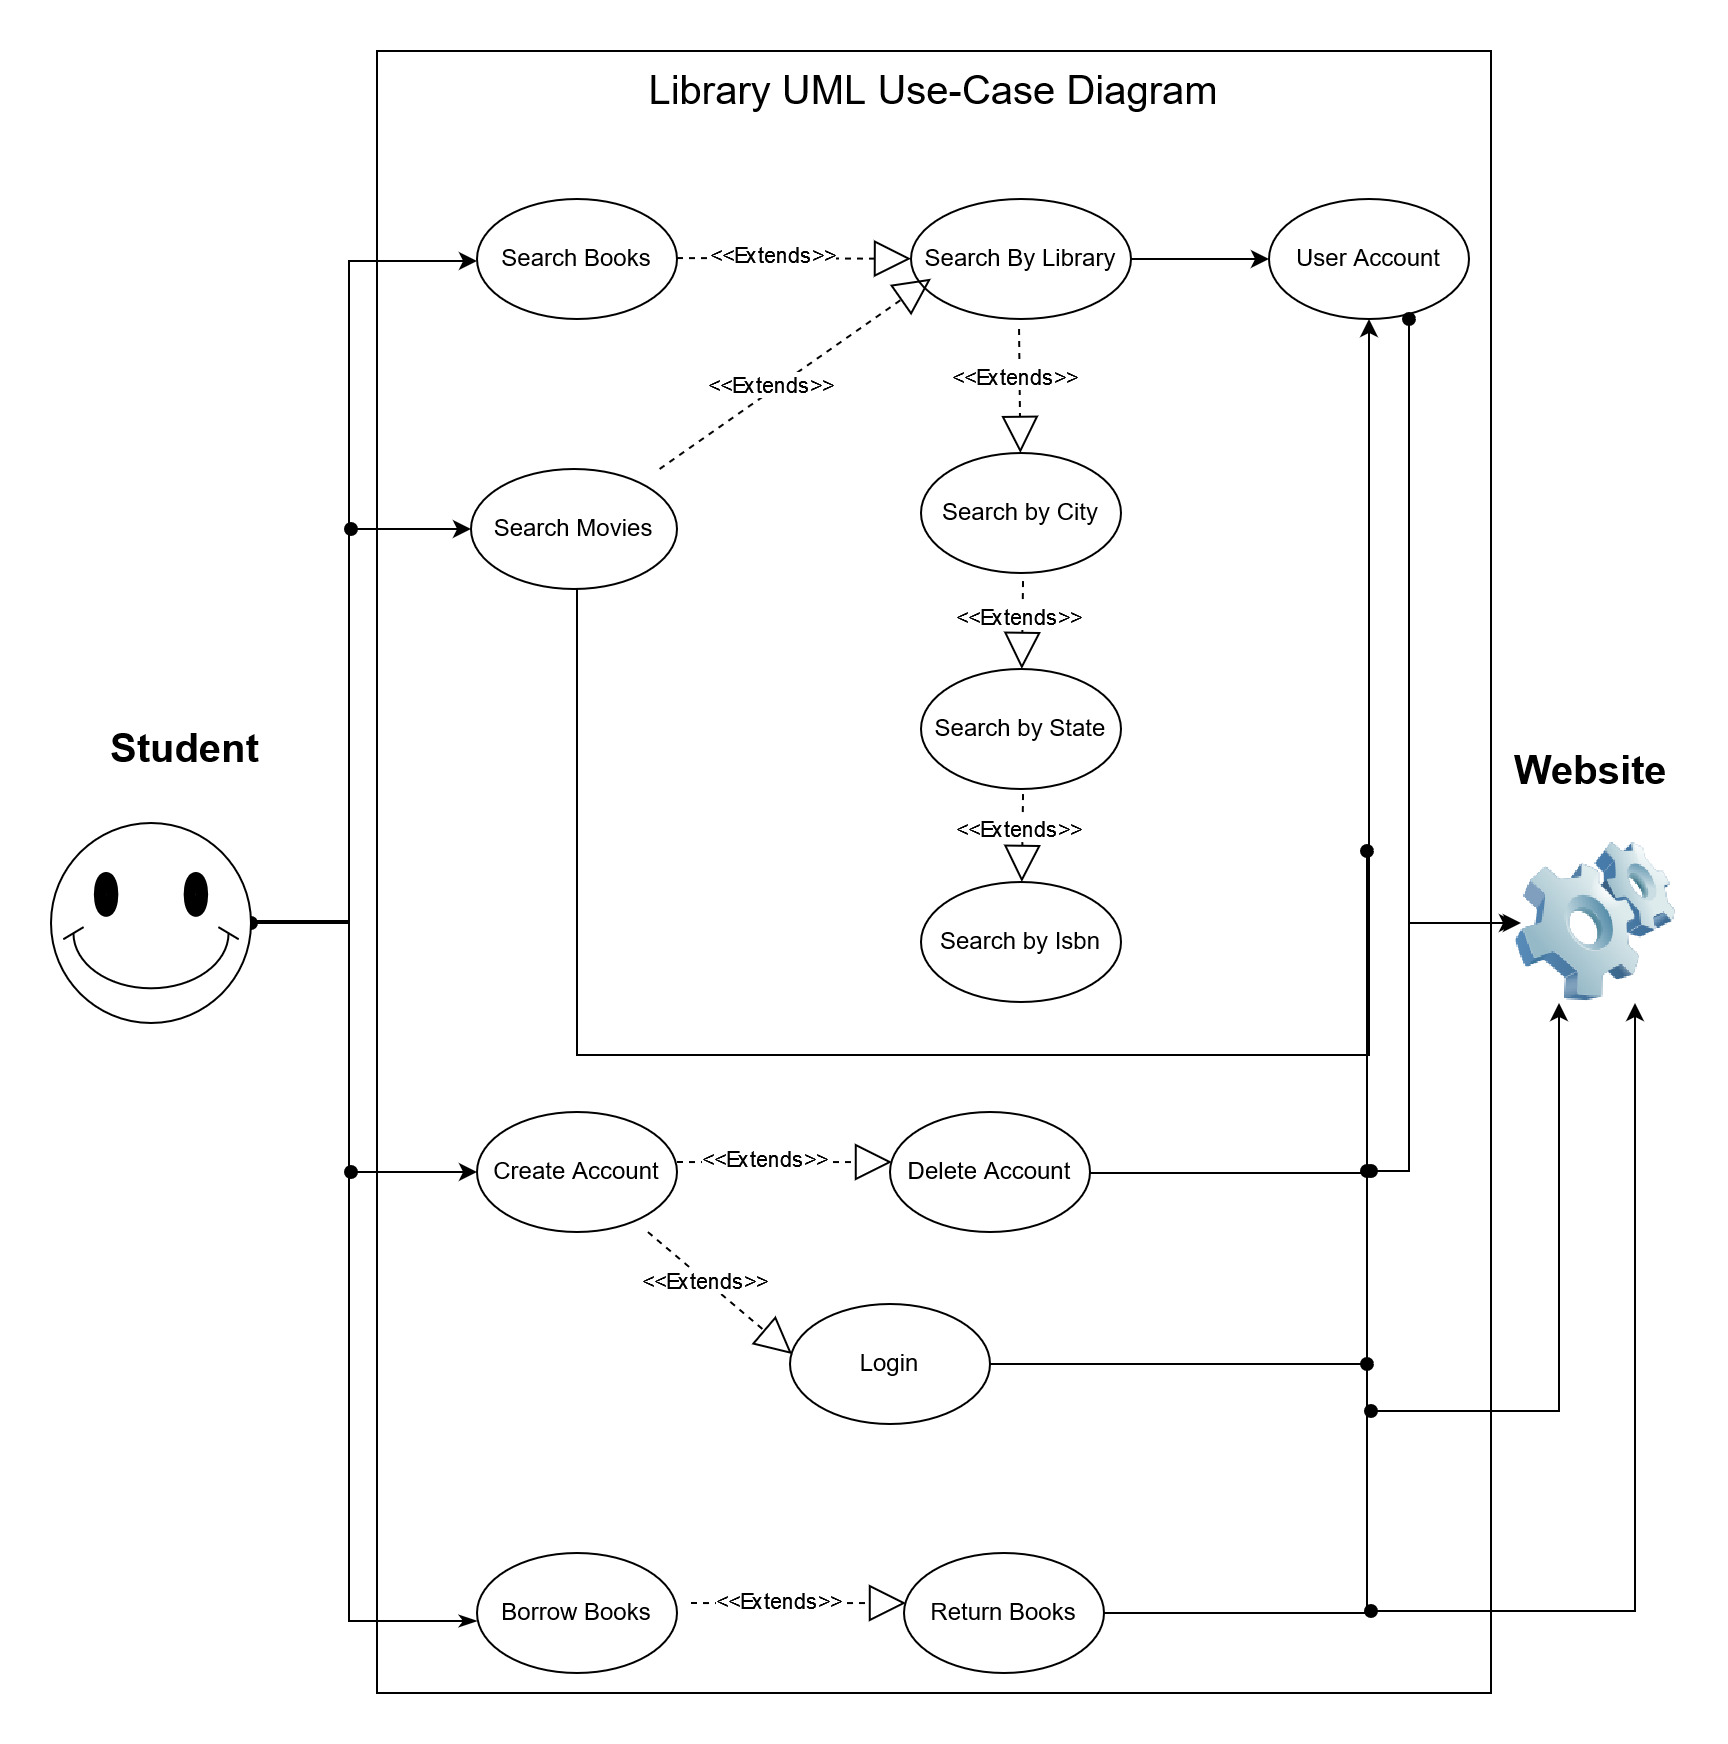 Library UML Use-Case Diagram
Search Books
<<Extends>>
Search By Library
User Account
<<Extends>>
<<Extends>>
Search Movies
Search by City
<<Extends>>
Search by State
Student
Website
<<Extends>>
Search by Isbn
Create Account
<<Extends>>
Delete Account
<<Extends>>
Login
Borrow Books
<<Extends>>
Return Books